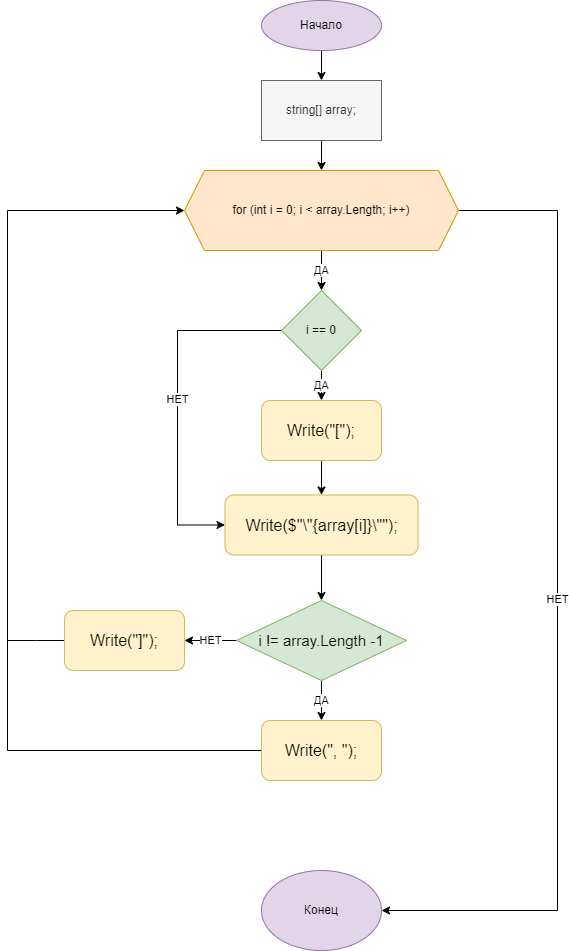 Начало
string[] array;
for (int i = 0; i < array.Length; i++)
ДА
i == 0
НЕТ
ДА
Write("[");
Write($"\"{array[i]}\"");
НЕТ
i != array.Length -1
НЕТ
Write("]");
ДА
Write(", ");
Конец